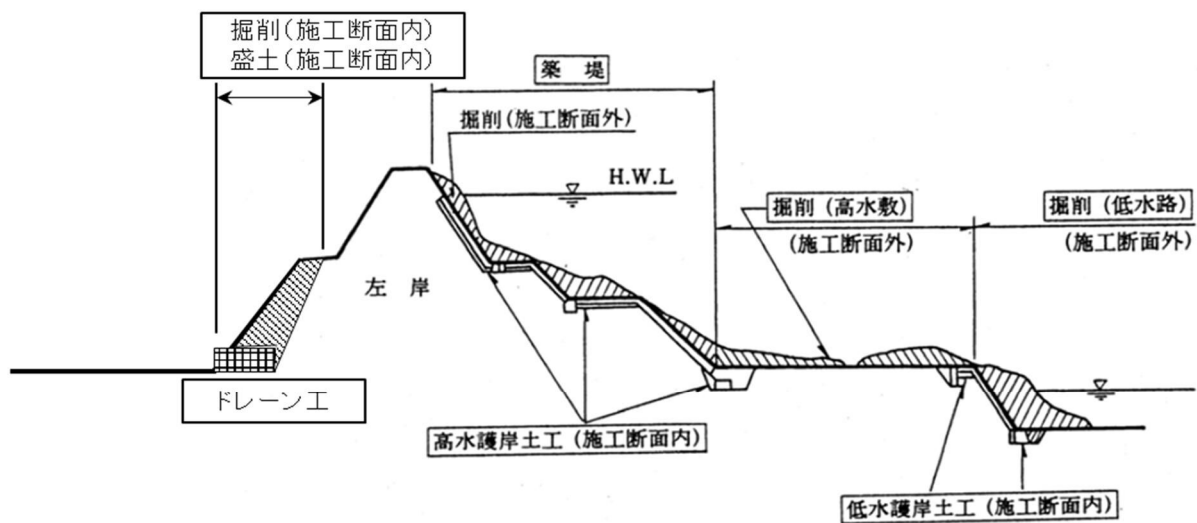 掘削(施工断面内)
盛土(施工断面内)
築 堤
掘削(施工断面外)
H.W.L
掘削(高水敷)
(施工断面外)
掘削(低水路)
(施工断面外)
左 岸
ドレーン工
高水護岸土工(施工断面内)
低水護岸土工(施工断面内)